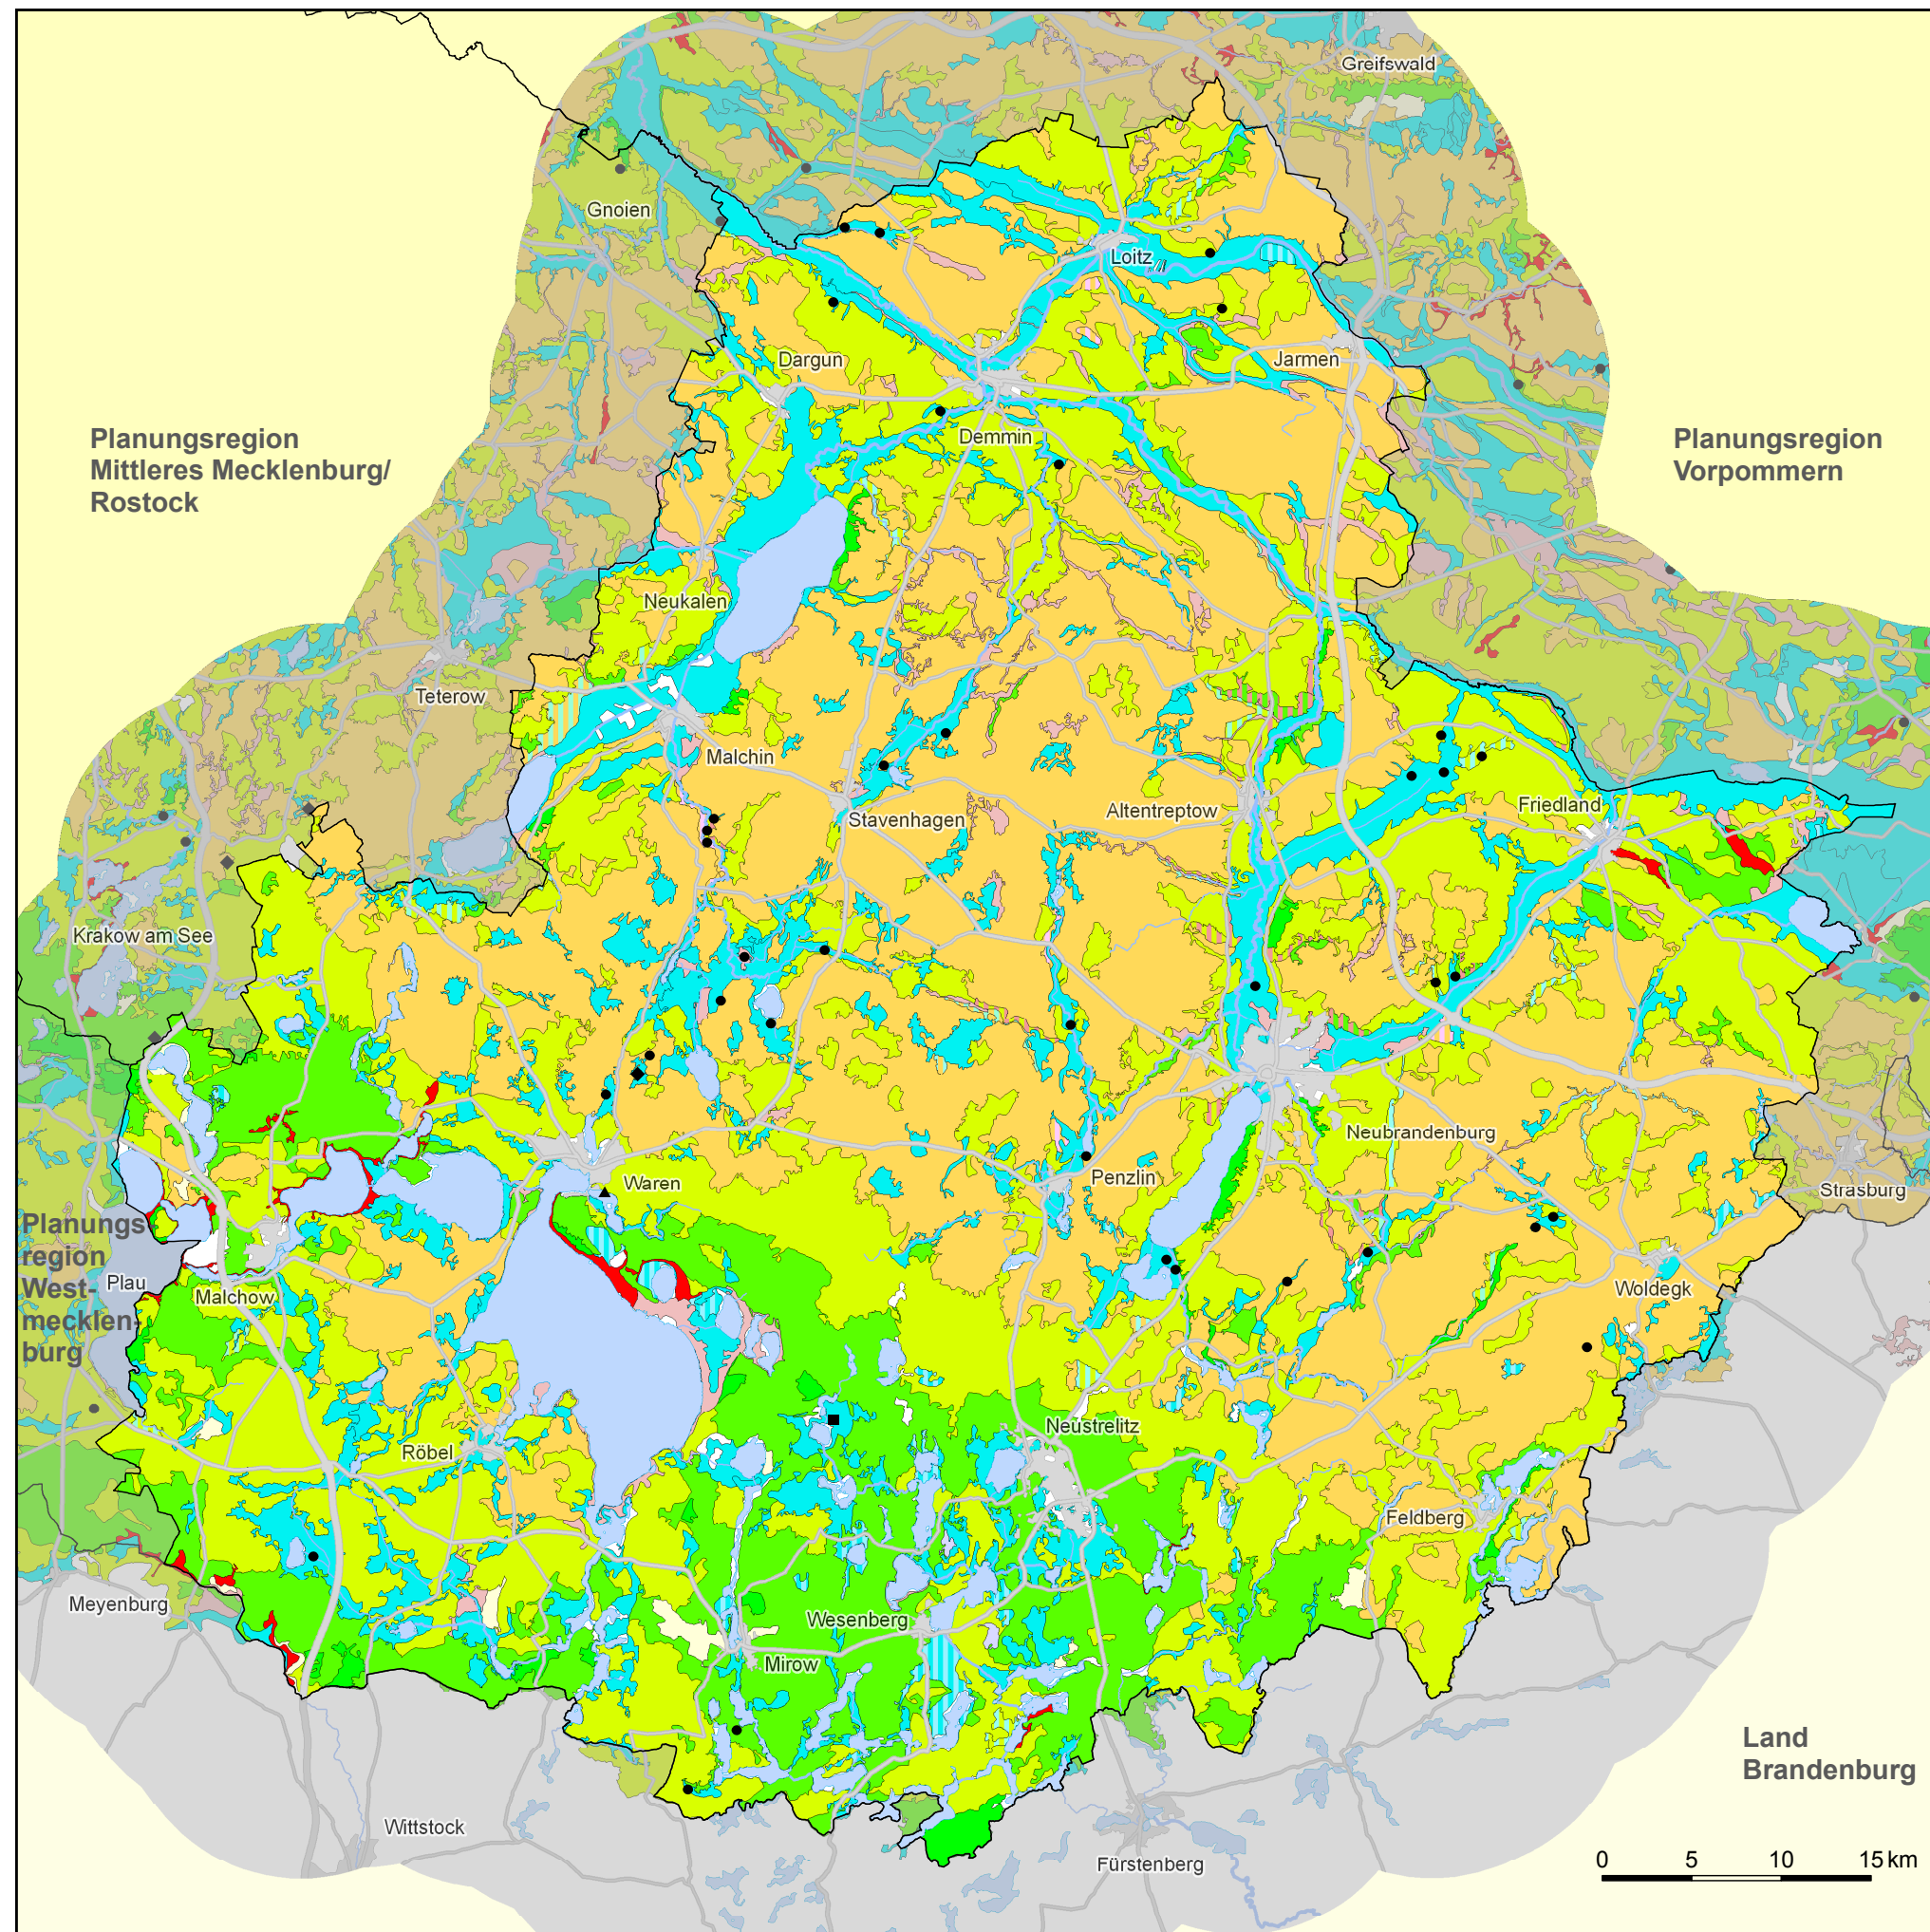 Greifswald
Gnoien
Loitz
Dargun
Jarmen
Planungsregion
Mittleres Mecklenburg/
Rostock
Demmin
Planungsregion
Vorpommern
Neukalen
Teterow
Malchin
Stavenhagen
Altentreptow
Friedland
Krakow am See
Neubrandenburg
Waren
Penzlin
Strasburg
Planungs
region
West-
mecklen-
burg
Plau
Malchow
Woldegk
Neustrelitz
Röbel
Feldberg
Meyenburg
Wesenberg
Mirow
Land
Brandenburg
Wittstock
Fürstenberg
0 5 10 15 km